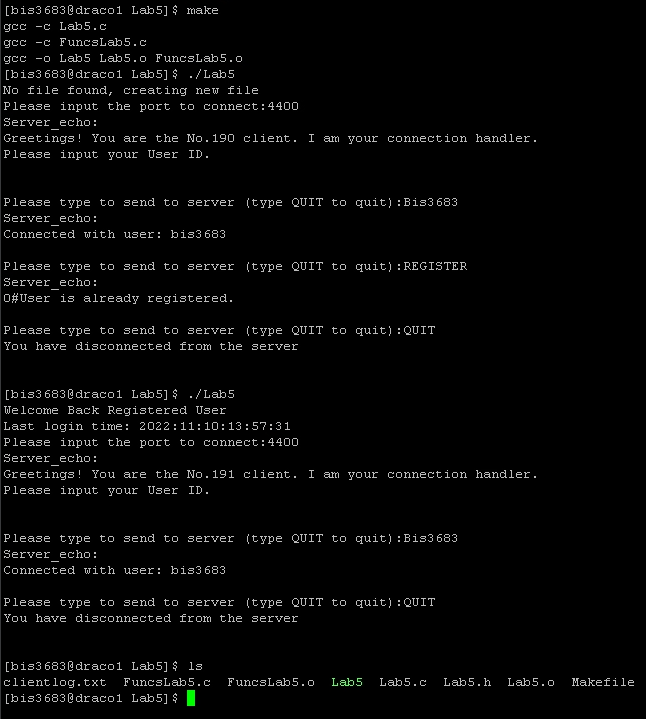 [bis3683@draco1 Lab5]$ make
gcc -c Lab5.c
gcc -c FuncsLab5.c
gcc -o Lab5 Lab5.o FuncsLab5.o
[bis3683@draco1 Lab5]$ ./Lab5
No file found, creating new file
Please input the port to connect:4400
Server_echo:
Greetings! You are the No.190 client. I am your connection handler.
Please input your User ID.
Please type to send to server (type QUIT to quit):Bis3683
Server_echo:
Connected with user: bis3683
Please type to send to server (type QUIT to quit):REGISTER
Server_echo:
0#User is already registered.
Please type to send to server (type QUIT to quit):QUIT
You have disconnected from the server
[bis3683@draco1 Lab5]$ ./Lab5
Welcome Back Registered User
Last login time: 2022:11:10:13:57:31
Please input the port to connect:4400
Server_echo:
Greetings! You are the No.191 client. I am your connection handler.
Please input your User ID.
Please type to send to server (type QUIT to quit):Bis3683
Server_echo:
Connected with user: bis3683
Please type to send to server (type QUIT to quit):QUIT
You have disconnected from the server
[bis3683@draco1 Lab5]$ ls
clientlog.txt  FuncsLab5.c  FuncsLab5.o  Lab5  Lab5.c  Lab5.h  Lab5.o  Makefile
[bis3683@draco1 Lab5]$